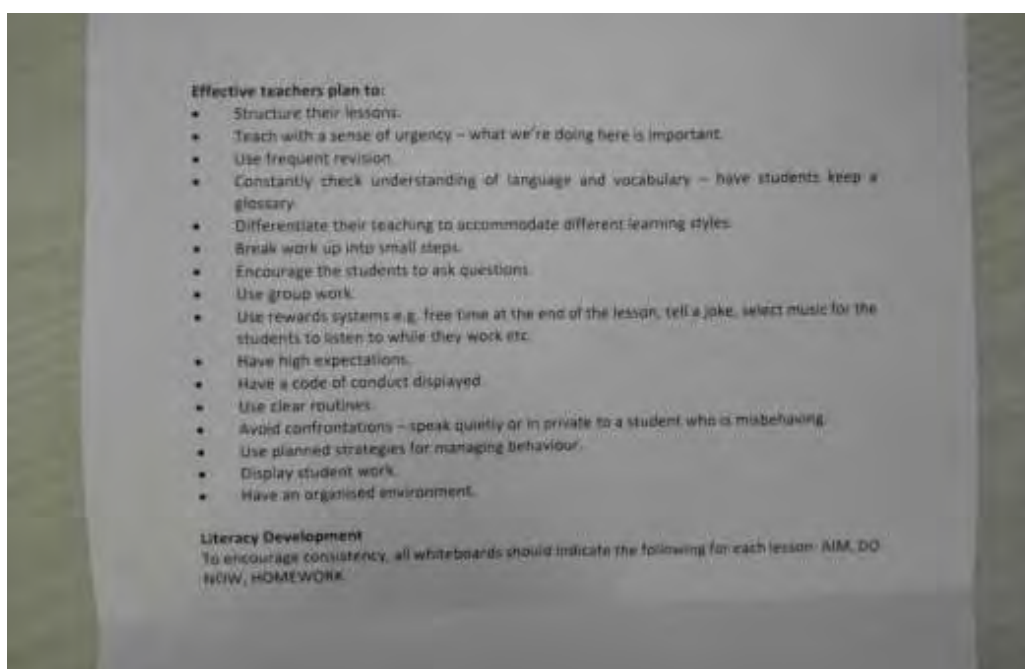 Effective teachers plan to:
• Structure their lessons.
• Teach with a sense of urgency – what we're doing here is important.
• Use frequent revision.
• Constantly check understanding of language and vocabulary – have students keep a
glossary.
• Differentiate their teaching to accommodate different learning styles.
• Break work up into small steps.
• Encourage the students to ask questions.
• Use group work.
• Use rewards systems e.g. free time at the end of the lesson, tell a joke, select music for the
students to listen to while they work etc.
• Have high expectations.
• Have a code of conduct displayed.
• Use clear routines.
• Avoid confrontations – speak quietly or in private to a student who is misbehaving.
• Use planned strategies for managing behaviour.
• Display student work.
• Have an organised environment.
Literacy Development
To encourage consistency, all whiteboards should indicate the following for each lesson: AIM, DO
NOW, HOMEWORK.